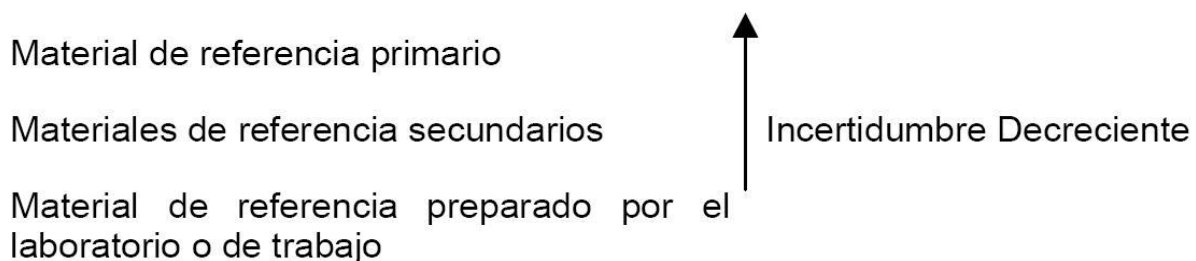 Material de referencia primario
Materiales de referencia secundarios
Incertidumbre Decreciente
Material de referencia preparado por el
laboratorio o de trabajo